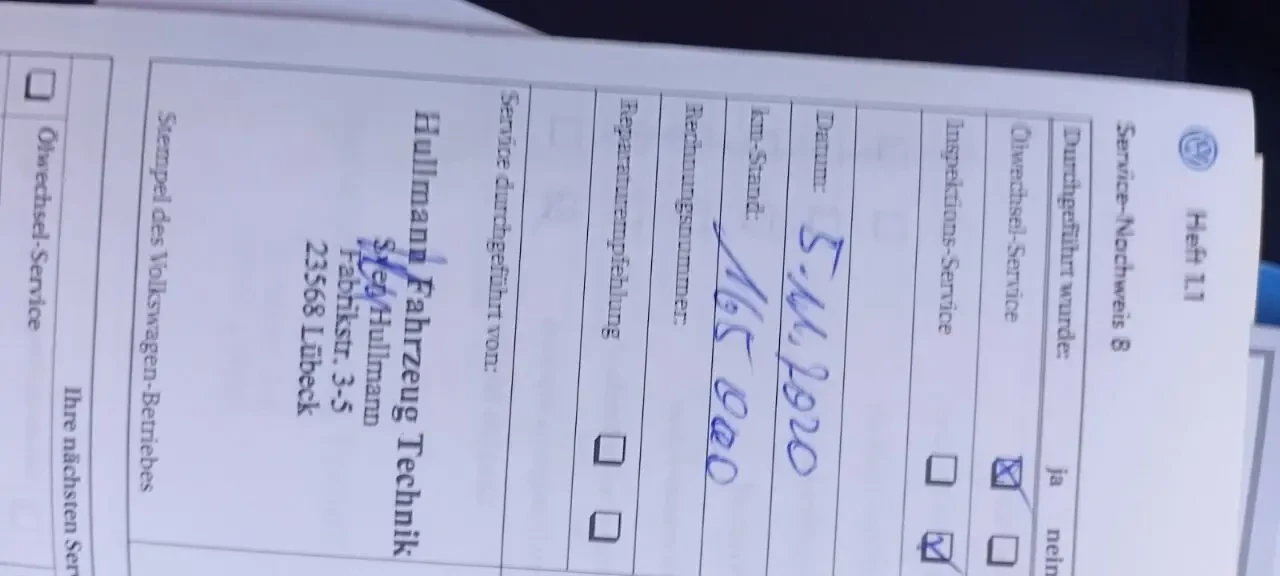 Heft 1.1
Service-Nachweis 8
Durchgeführt wurde: ja nein
Ölwechsel-Service
Inspektions-Service
Datum: 5.11.2020
km-Stand: 165 000
Rechnungsnummer:
Reparaturempfehlung
Service durchgeführt von:
Hullmann Fahrzeug Technik
Sven Hullmann
Fabrikstr. 3-5
23568 Lübeck
Stempel des Volkswagen-Betriebes
Ihre nächsten Ser
Ölwechsel-Service